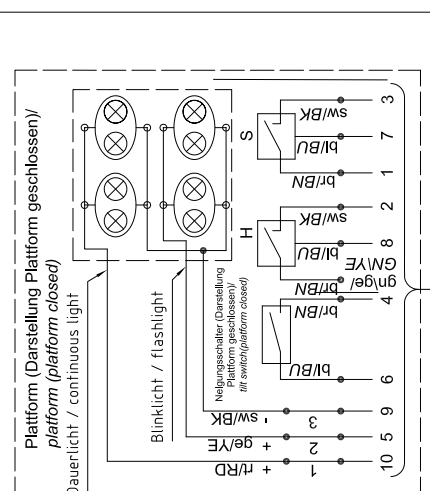 Plattform (Darstellung Plattform geschlossen)/
platform (platform closed)
Dauerlicht / continuous light
Blinklicht / flashlight
Neigungsschalter (Darstellung
Plattform geschlossen)/
tilt switch(platform closed)
S
H
sw/BK
bl/BU
br/BN
sw/BK
bl/BU
gn\ge/
GN\YE
br/BN
br/BN
bl/BU
3
7
1
2
8
4
6
9
5
10
sw/BK - 3
ge/YE + 2
rt/RD + 1